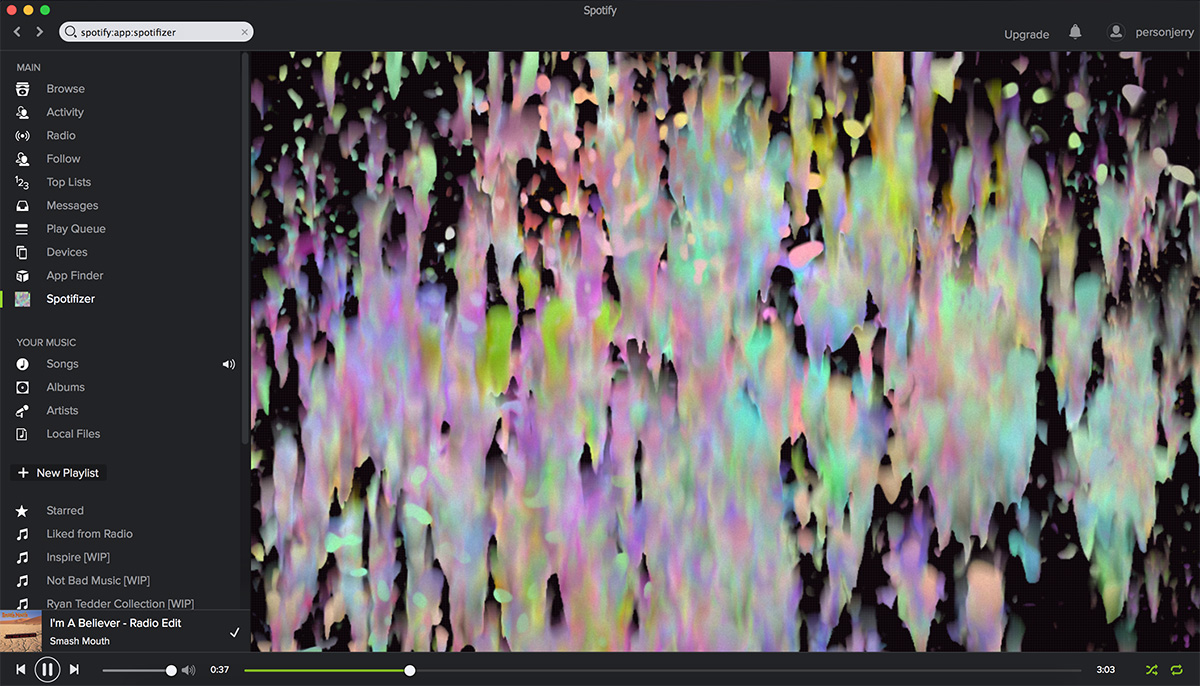 Spotify
spotify:app:spotifizer
Upgrade
personjerry
MAIN
Browse
Activity
Radio
Follow
Top Lists
Messages
Play Queue
Devices
App Finder
Spotifizer
YOUR MUSIC
Songs
Albums
Artists
Local Files
+ New Playlist
Starred
Liked from Radio
Inspire [WIP]
Not Bad Music [WIP]
Ryan Tedder Collection [WIP]
I'm A Believer - Radio Edit
Smash Mouth
0:37
3:03